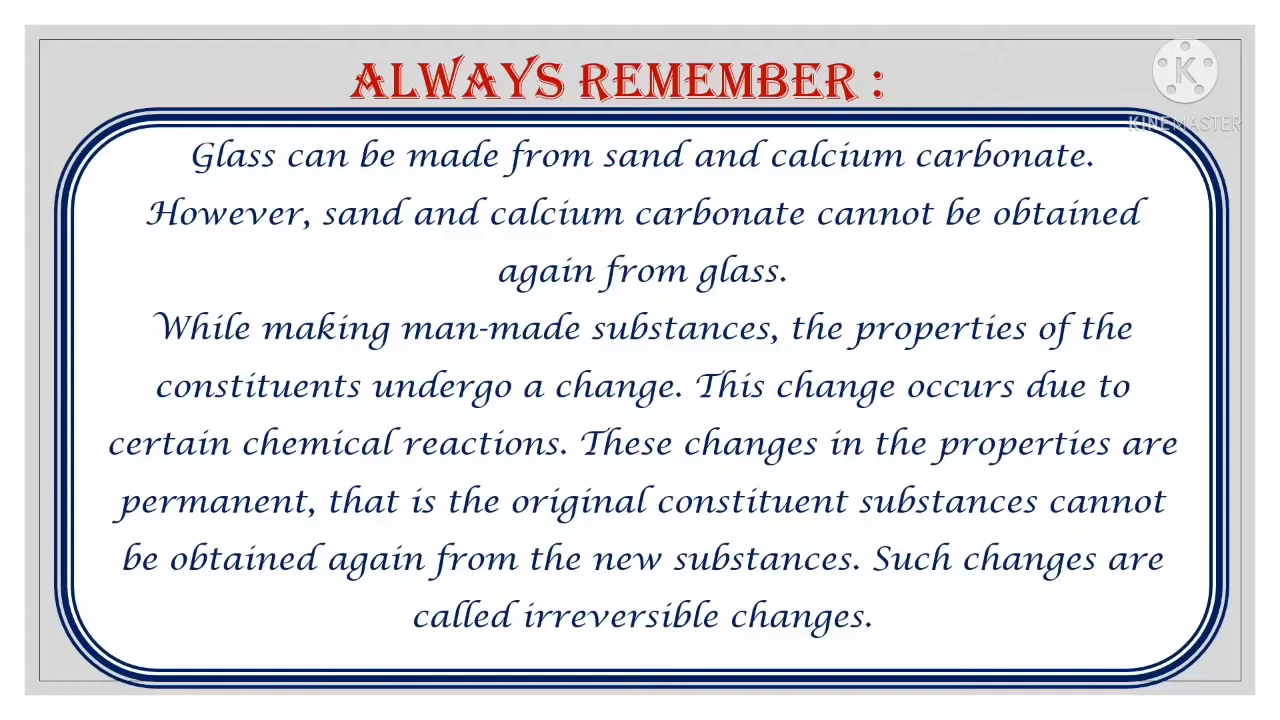 ALWAYS REMEMBER :
K
KINEMASTER
Glass can be made from sand and calcium carbonate.
However, sand and calcium carbonate cannot be obtained
again from glass.
While making man-made substances, the properties of the
constituents undergo a change. This change occurs due to
certain chemical reactions. These changes in the properties are
permanent, that is the original constituent substances cannot
be obtained again from the new substances. Such changes are
called irreversible changes.